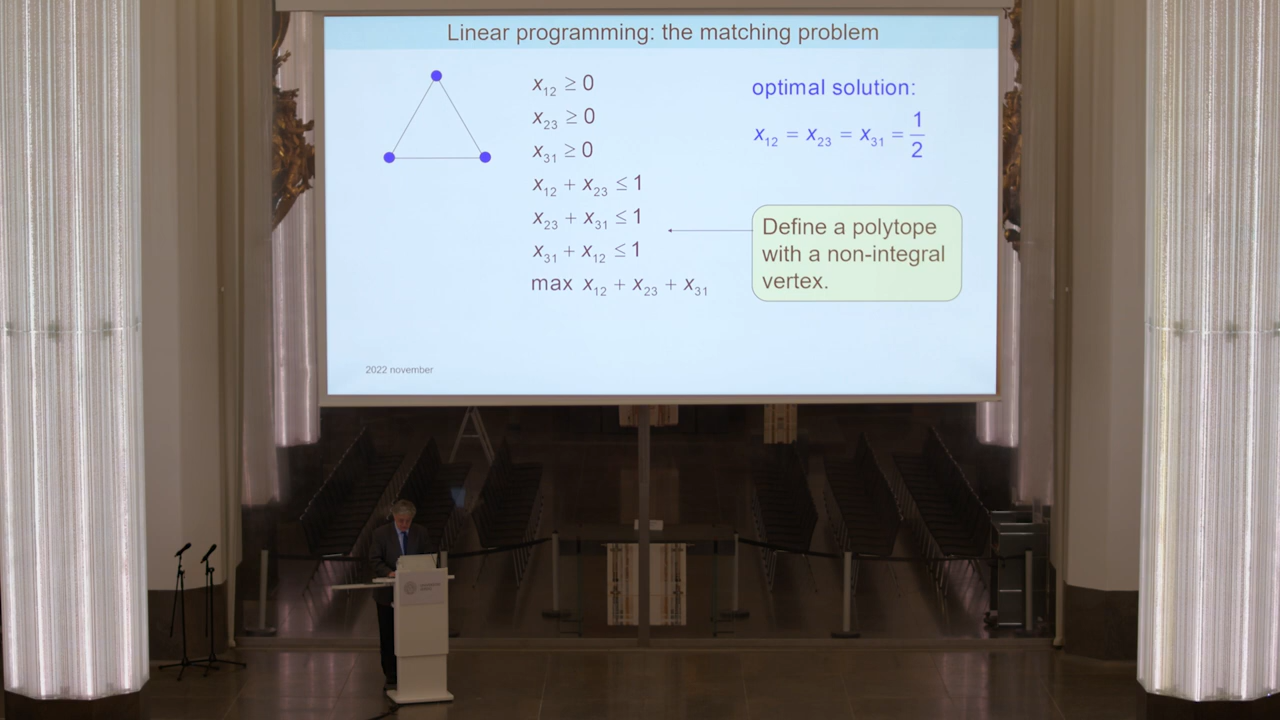 Linear programming: the matching problem
x₁₂ ≥ 0
x₂₃ ≥ 0
x₃₁ ≥ 0
x₁₂ + x₂₃ ≤ 1
x₂₃ + x₃₁ ≤ 1
x₃₁ + x₁₂ ≤ 1
max x₁₂ + x₂₃ + x₃₁
optimal solution:
x₁₂ = x₂₃ = x₃₁ = 1/2
Define a polytope
with a non-integral
vertex.
2022 november